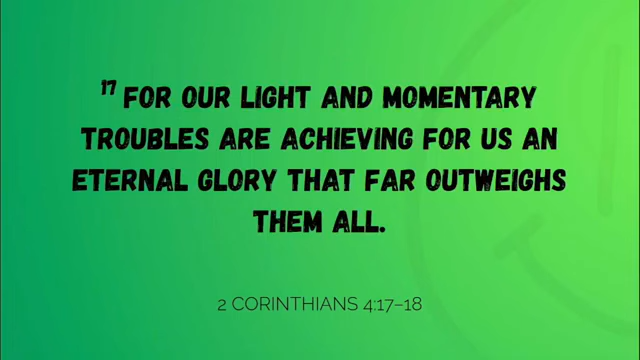 17 FOR OUR LIGHT AND MOMENTARY
TROUBLES ARE ACHIEVING FOR US AN
ETERNAL GLORY THAT FAR OUTWEIGHS
THEM ALL.
2 CORINTHIANS 4:17–18